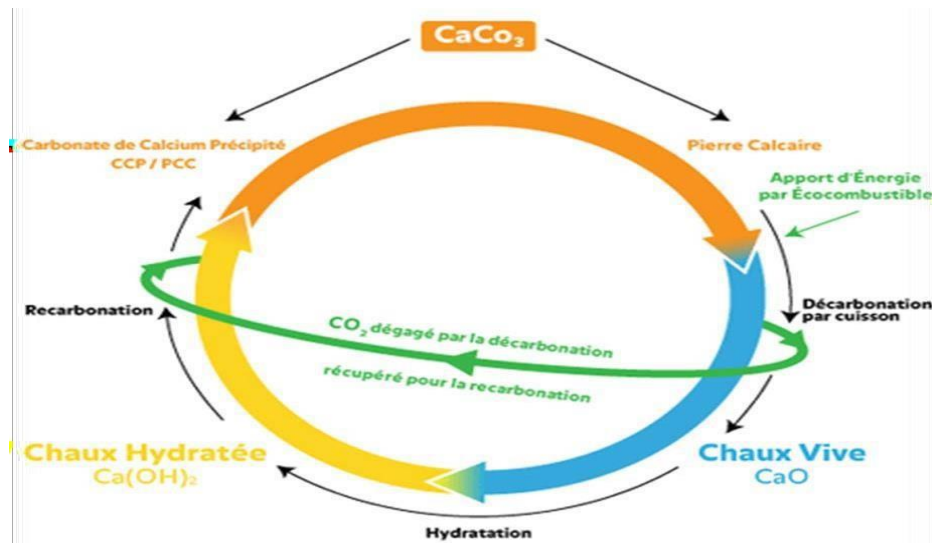 CaCo₃
Carbonate de Calcium Précipité
CCP / PCC
Pierre Calcaire
Apport d'Énergie
par Écocombustible
Recarbonation
Décarbonation
par cuisson
CO₂ dégagé par la décarbonation
récupéré pour la recarbonation
Chaux Hydratée
Ca(OH)₂
Chaux Vive
CaO
Hydratation